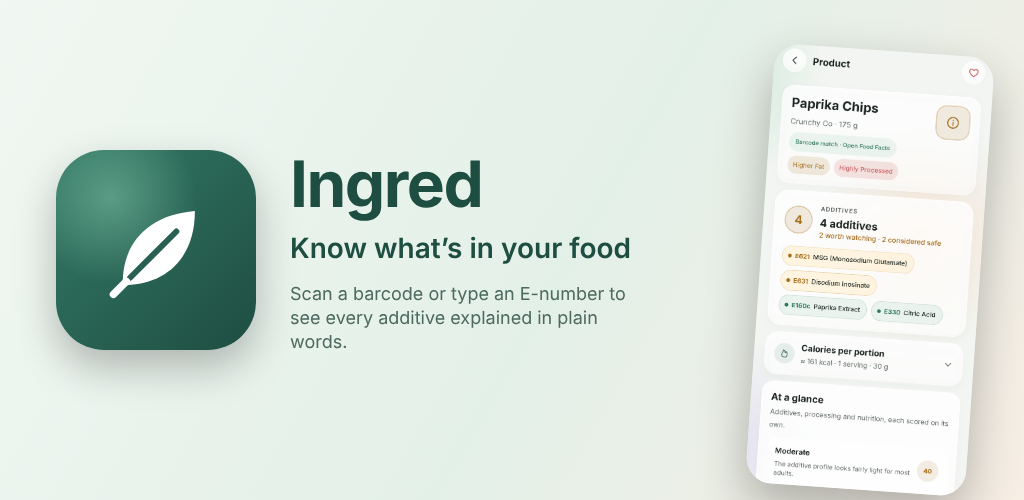 Ingred
Know what's in your food
Scan a barcode or type an E-number to
see every additive explained in plain
words.
Product
Paprika Chips
Crunchy Co · 175 g
Barcode match · Open Food Facts
Higher Fat
Highly Processed
4
ADDITIVES
4 additives
2 worth watching · 2 considered safe
E621 MSG (Monosodium Glutamate)
E631 Disodium Inosinate
E160c Paprika Extract
E330 Citric Acid
Calories per portion
≈ 161 kcal · 1 serving · 30 g
At a glance
Additives, processing and nutrition, each scored on its
own.
Moderate
The additive profile looks fairly light for most
adults.
40